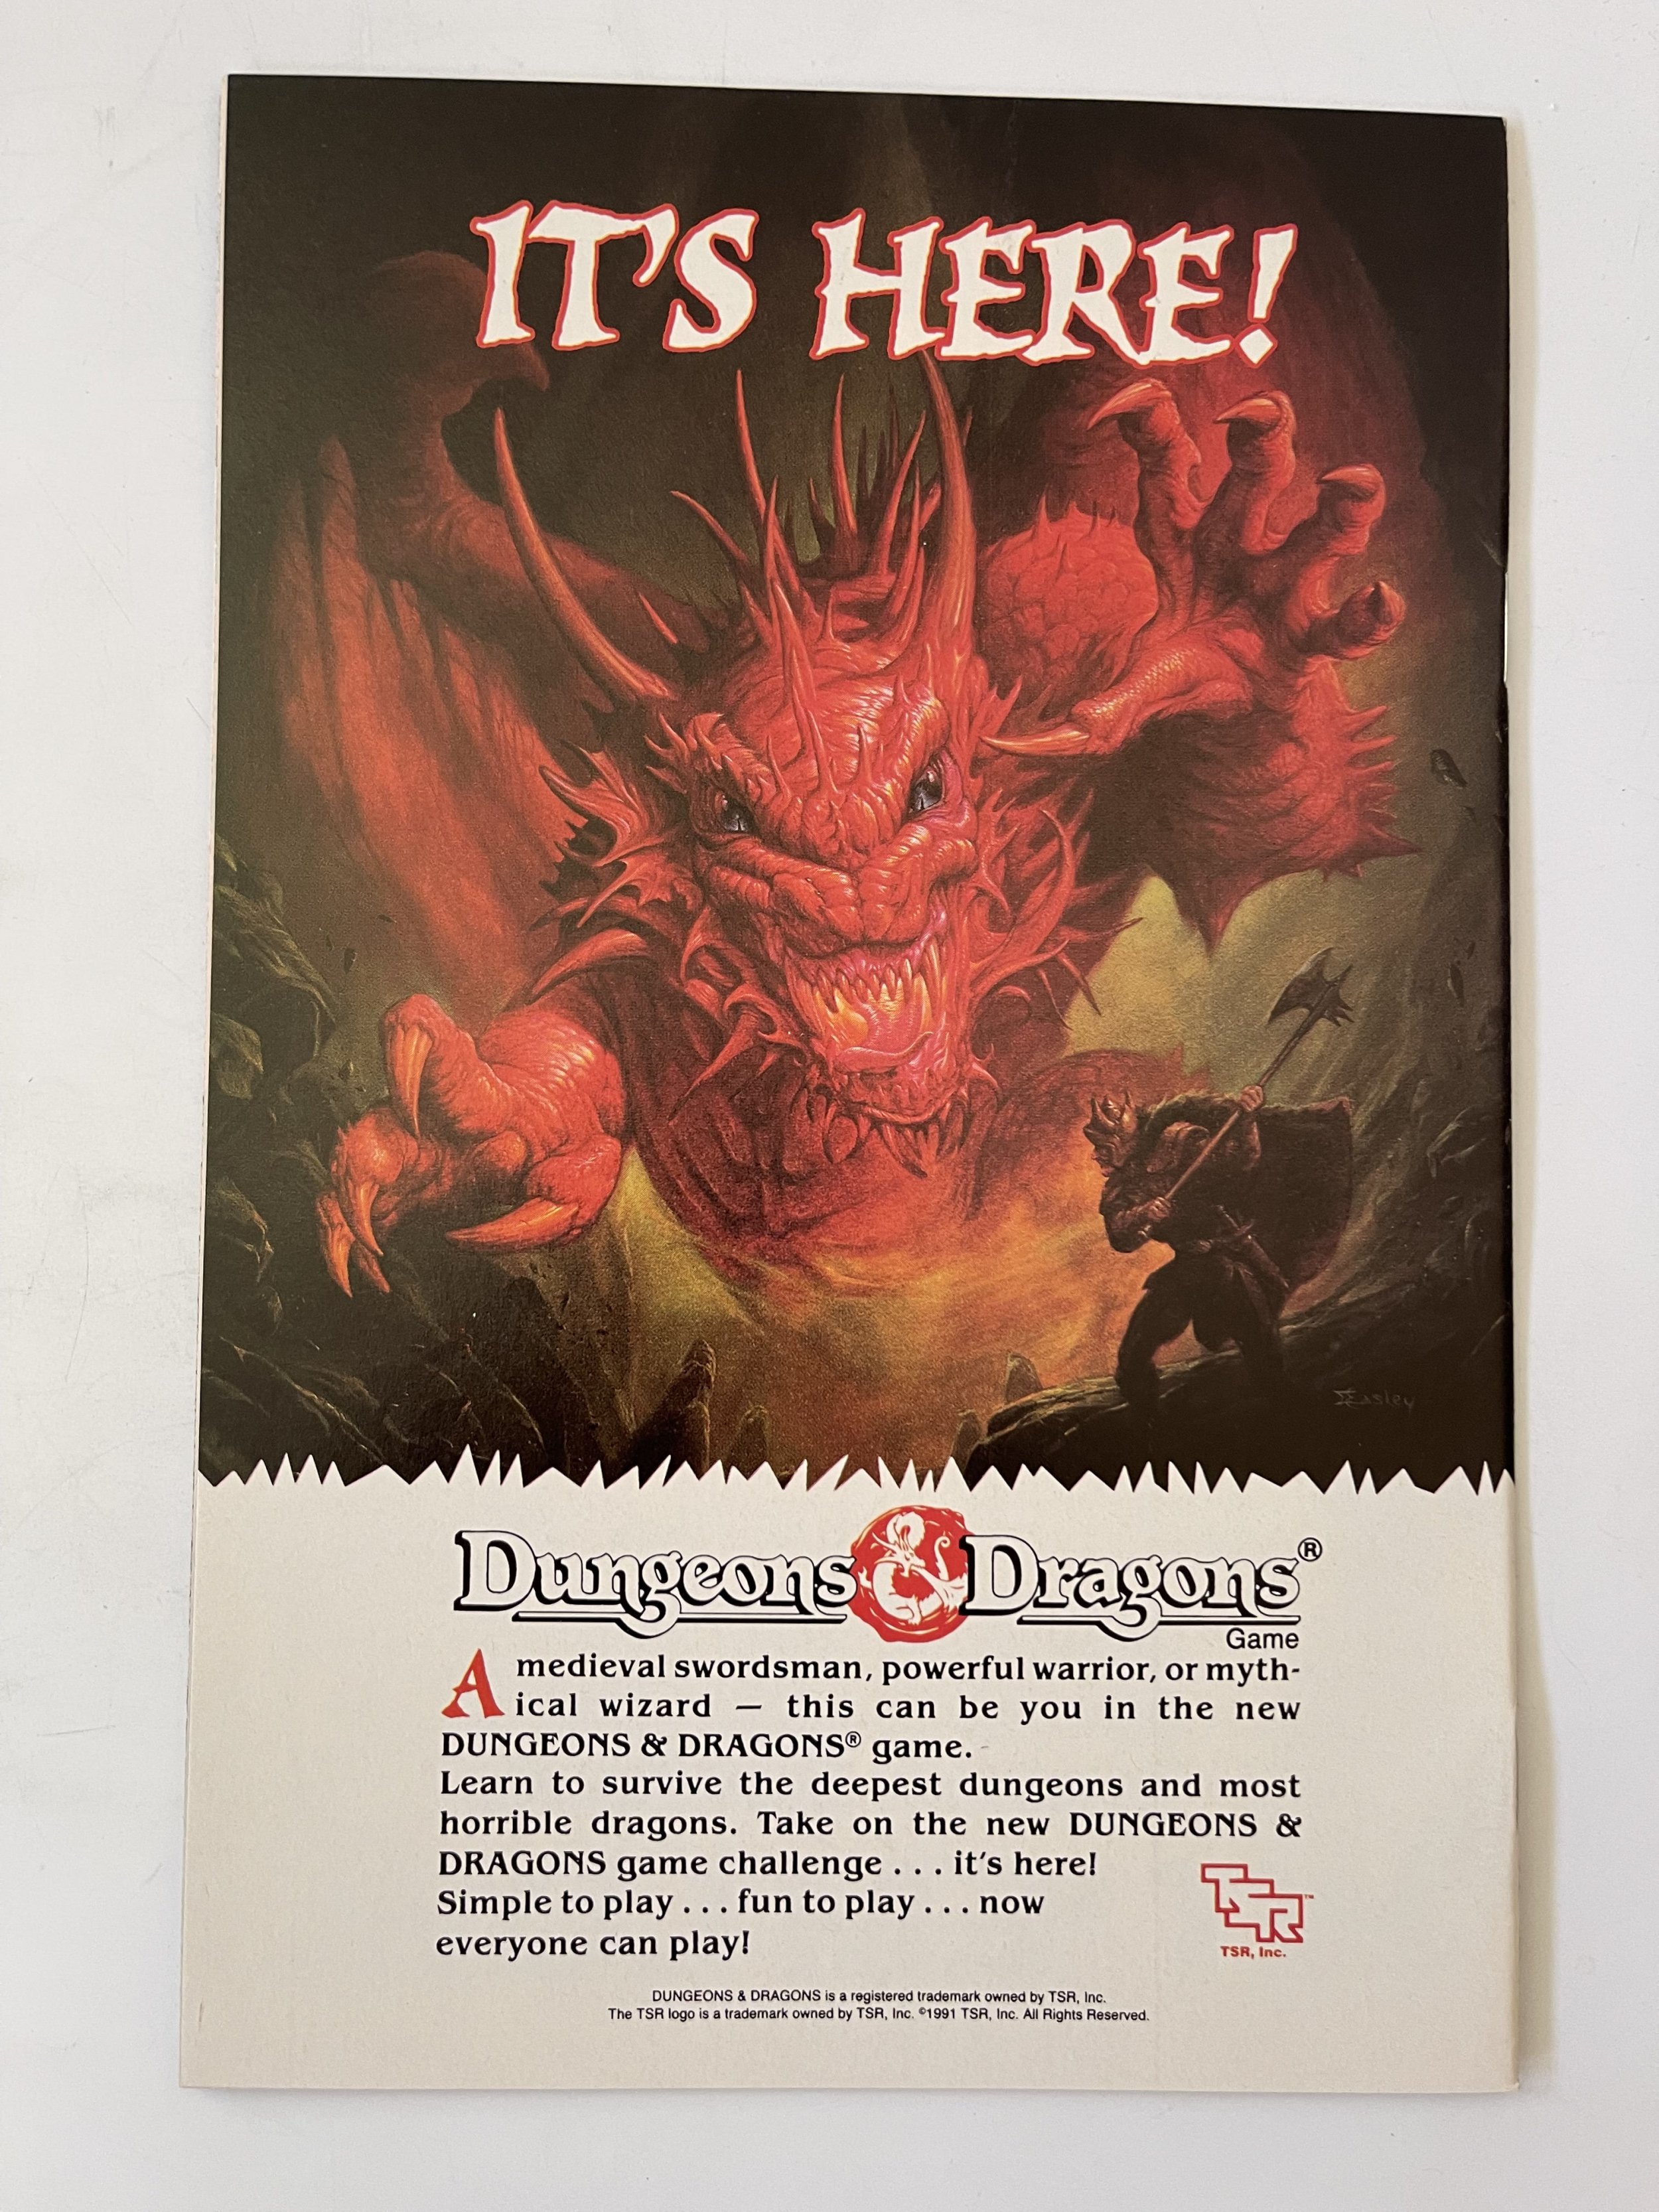 IT'S HERE!
Easley
Dungeons & Dragons®
Game
A medieval swordsman, powerful warrior, or myth-
ical wizard — this can be you in the new
DUNGEONS & DRAGONS® game.
Learn to survive the deepest dungeons and most
horrible dragons. Take on the new DUNGEONS &
DRAGONS game challenge . . . it's here!
Simple to play . . . fun to play . . . now
everyone can play!
TSR™
TSR, Inc.
DUNGEONS & DRAGONS is a registered trademark owned by TSR, Inc.
The TSR logo is a trademark owned by TSR, Inc. ©1991 TSR, Inc. All Rights Reserved.